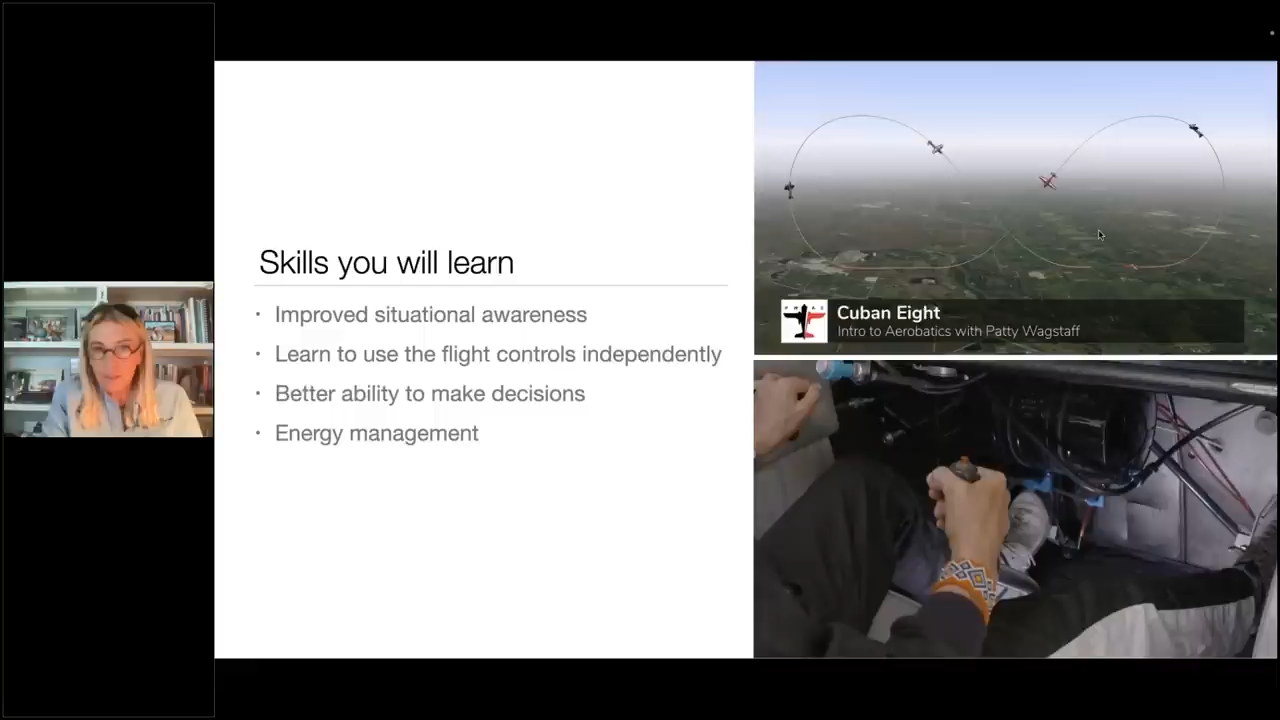 Skills you will learn
· Improved situational awareness
· Learn to use the flight controls independently
· Better ability to make decisions
· Energy management
Cuban Eight
Intro to Aerobatics with Patty Wagstaff